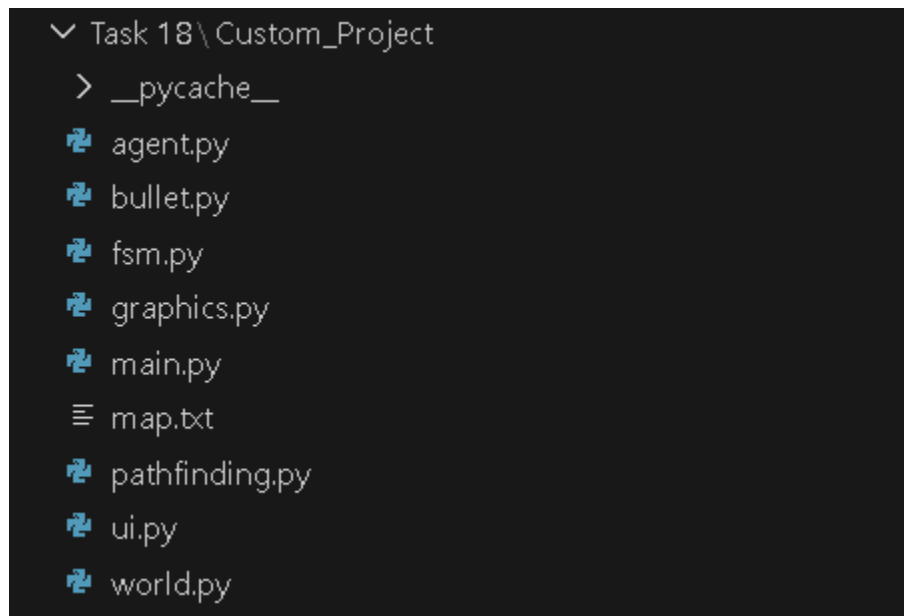 Task 18\Custom_Project
__pycache__
agent.py
bullet.py
fsm.py
graphics.py
main.py
map.txt
pathfinding.py
ui.py
world.py